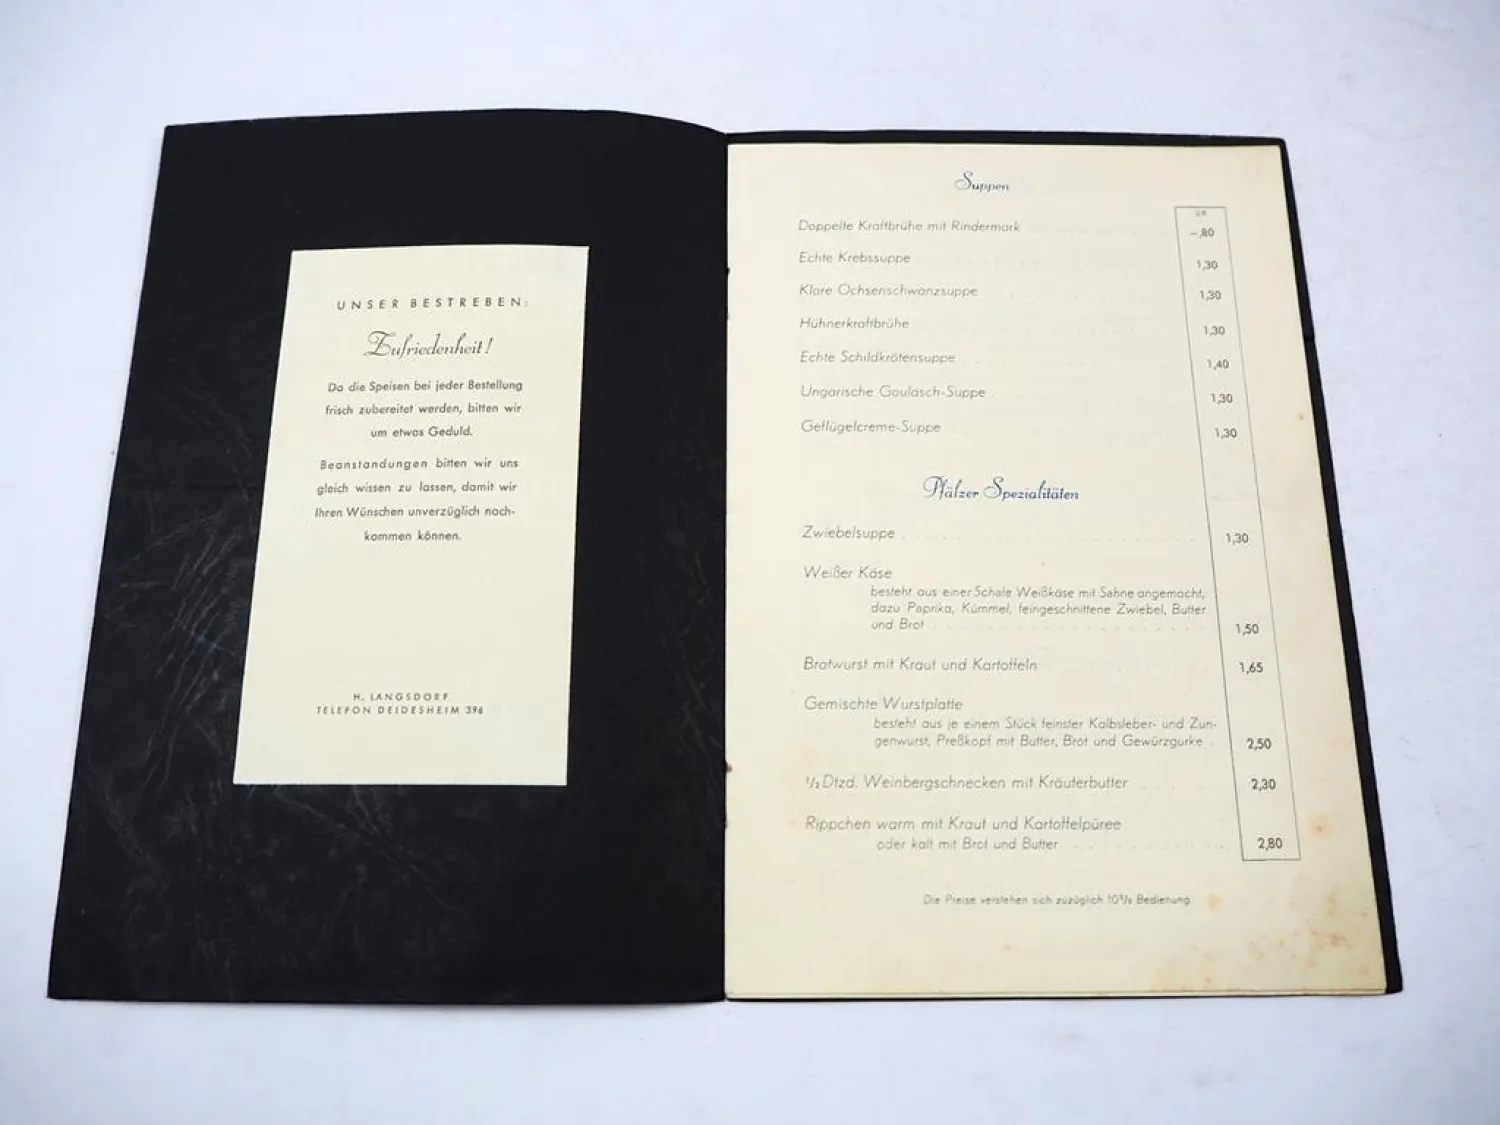 UNSER BESTREBEN:
Zufriedenheit!
Da die Speisen bei jeder Bestellung
frisch zubereitet werden, bitten wir
um etwas Geduld.
Beanstandungen bitten wir uns
gleich wissen zu lassen, damit wir
Ihren Wünschen unverzüglich nach-
kommen können.
H. LANGSDORF
TELEFON DEIDESHEIM 396
Suppen
Doppelte Kraftbrühe mit Rindermark –,80
Echte Krebssuppe 1,30
Klare Ochsenschwanzsuppe 1,30
Hühnerkraftbrühe 1,30
Echte Schildkrötensuppe 1,40
Ungarische Goulasch-Suppe 1,30
Geflügelcreme-Suppe 1,30
Pfälzer Spezialitäten
Zwiebelsuppe 1,30
Weißer Käse
besteht aus einer Schale Weißkäse mit Sahne angemacht,
dazu Paprika, Kümmel, feingeschnittene Zwiebel, Butter
und Brot 1,50
Bratwurst mit Kraut und Kartoffeln 1,65
Gemischte Wurstplatte
besteht aus je einem Stück feinster Kalbsleber- und Zun-
genwurst, Preßkopf mit Butter, Brot und Gewürzgurke 2,50
½ Dtzd. Weinbergschnecken mit Kräuterbutter 2,30
Rippchen warm mit Kraut und Kartoffelpüree
oder kalt mit Brot und Butter 2,80
Die Preise verstehen sich zuzüglich 10% Bedienung